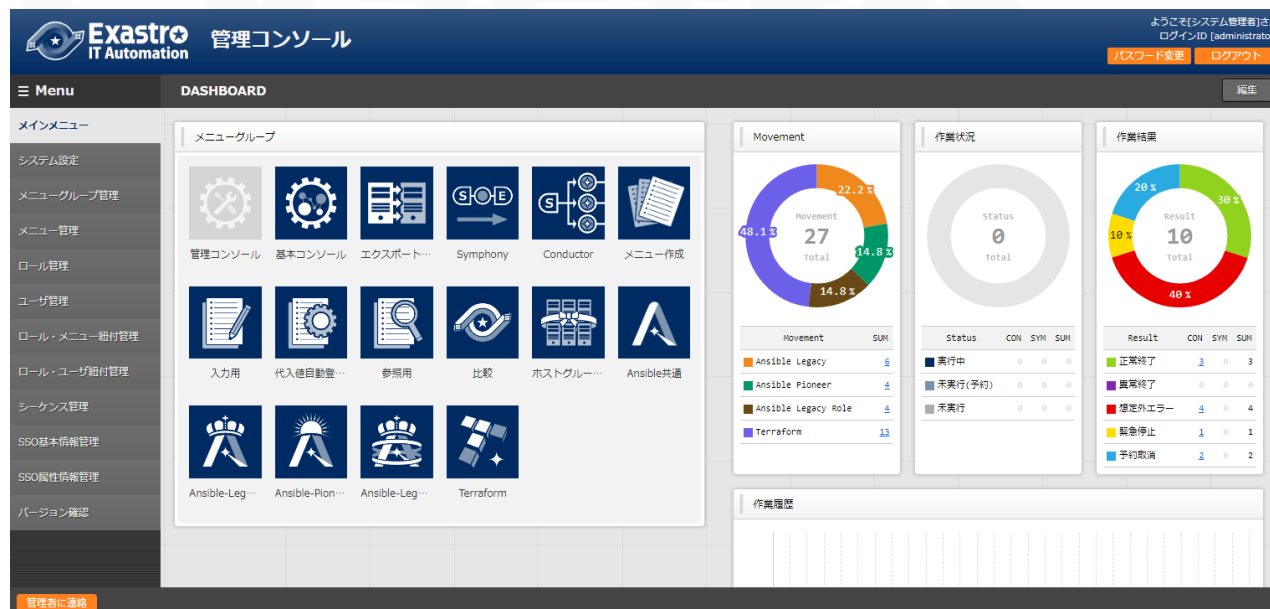 Exastro
IT Automation
管理コンソール
ようこそ[システム管理者]さ
ログインID [administrato
パスワード変更
ログアウト
Menu
DASHBOARD
編集
メインメニュー
システム設定
メニューグループ管理
メニュー管理
ロール管理
ユーザ管理
ロール・メニュー紐付管理
ロール・ユーザ紐付管理
シーケンス管理
SSO基本情報管理
SSO属性情報管理
バージョン確認
メニューグループ
管理コンソール 基本コンソール エクスポート… Symphony Conductor メニュー作成
S O E
S
入力用 代入値自動登… 参照用 比較 ホストグルー… Ansible共通
Ansible-Leg… Ansible-Pion… Ansible-Leg… Terraform
Movement
22.2%
14.8%
14.8%
48.1%
Movement
27
Total
Movement SUM
Ansible Legacy 6
Ansible Pioneer 4
Ansible Legacy Role 4
Terraform 13
作業状況
Status
0
Total
Status CON SYM SUM
実行中 0 0 0
未実行(予約) 0 0 0
未実行 0 0 0
作業結果
20%
30%
10%
40%
Result
10
Total
Result CON SYM SUM
正常終了 3 0 3
異常終了 0 0 0
想定外エラー 4 0 4
緊急停止 1 0 1
予約取消 2 0 2
作業履歴
管理者に連絡